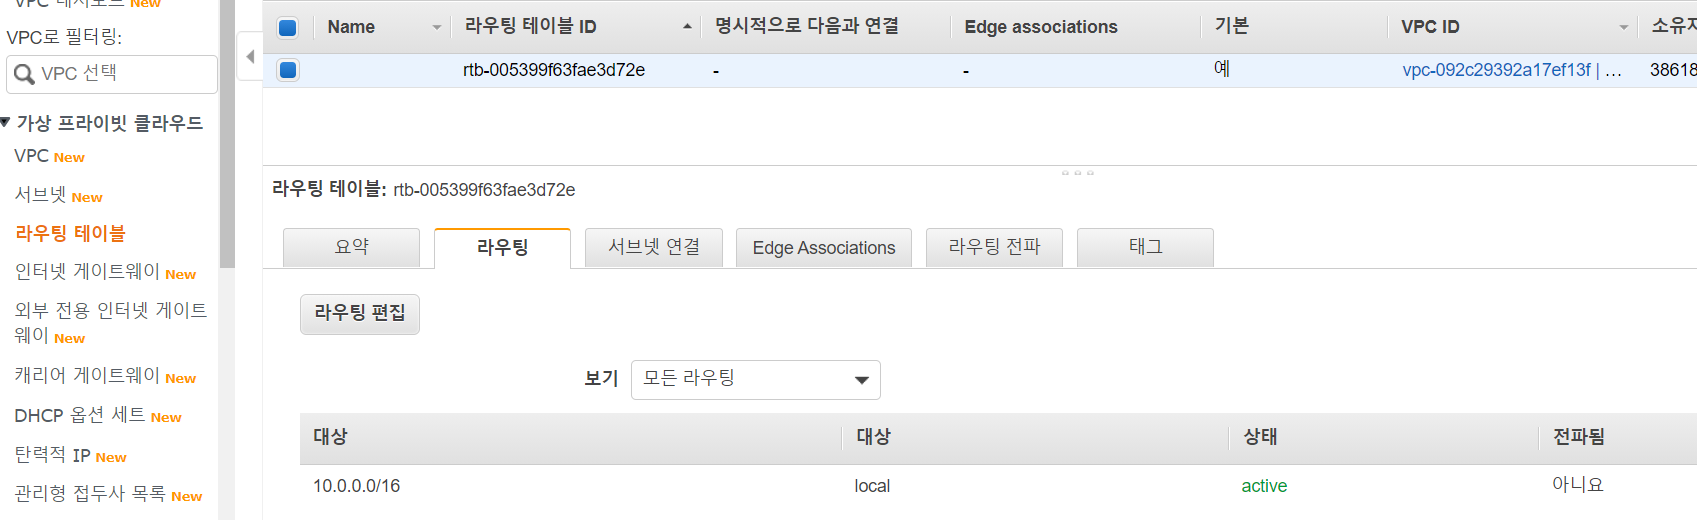 VPC 대시보드 New
VPC로 필터링:
VPC 선택
가상 프라이빗 클라우드
VPC New
서브넷 New
라우팅 테이블
인터넷 게이트웨이 New
외부 전용 인터넷 게이트
웨이 New
캐리어 게이트웨이 New
DHCP 옵션 세트 New
탄력적 IP New
관리형 접두사 목록 New
Name 라우팅 테이블 ID 명시적으로 다음과 연결 Edge associations 기본 VPC ID 소유자
rtb-005399f63fae3d72e - - 예 vpc-092c29392a17ef13f | … 38618
라우팅 테이블: rtb-005399f63fae3d72e
요약 라우팅 서브넷 연결 Edge Associations 라우팅 전파 태그
라우팅 편집
보기 모든 라우팅
대상 대상 상태 전파됨
10.0.0.0/16 local active 아니요